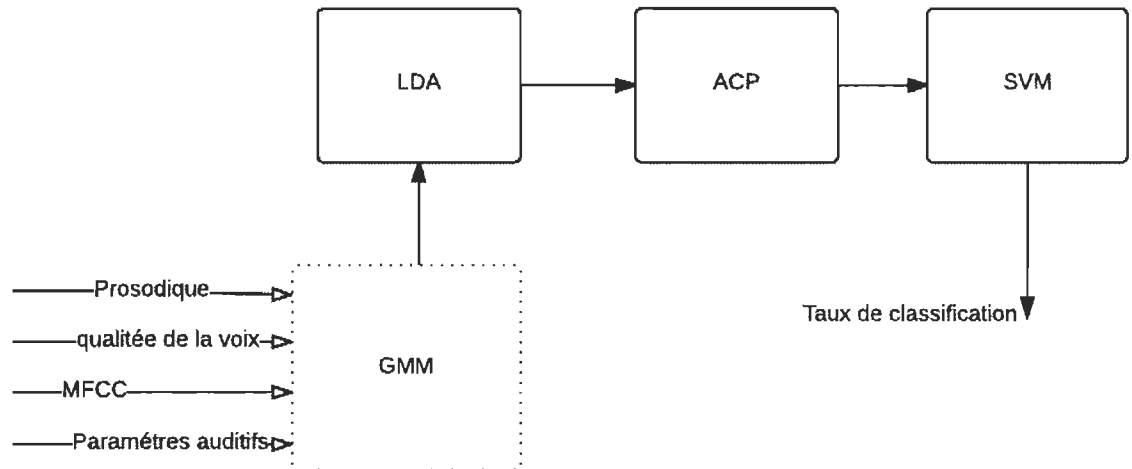 LDA
ACP
SVM
Prosodique
qualitée de la voix
MFCC
Paramétres auditifs
GMM
Taux de classification